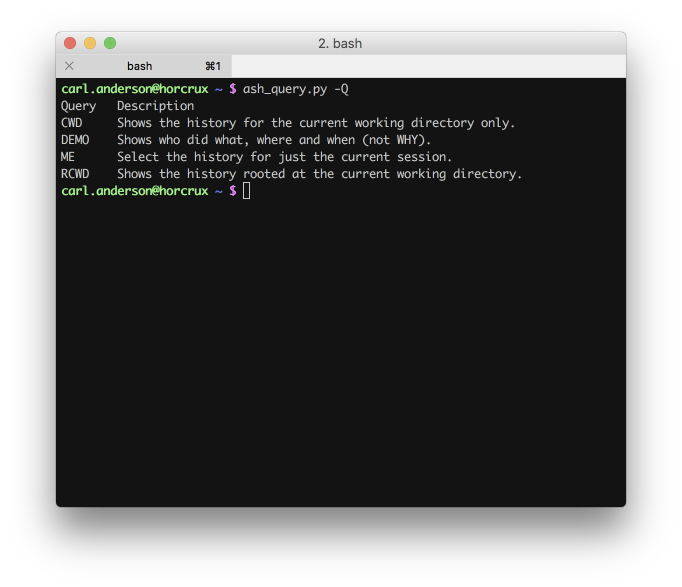 2. bash
bash ⌘1
carl.anderson@horcrux ~ $ ash_query.py -Q
Query Description
CWD Shows the history for the current working directory only.
DEMO Shows who did what, where and when (not WHY).
ME Select the history for just the current session.
RCWD Shows the history rooted at the current working directory.
carl.anderson@horcrux ~ $